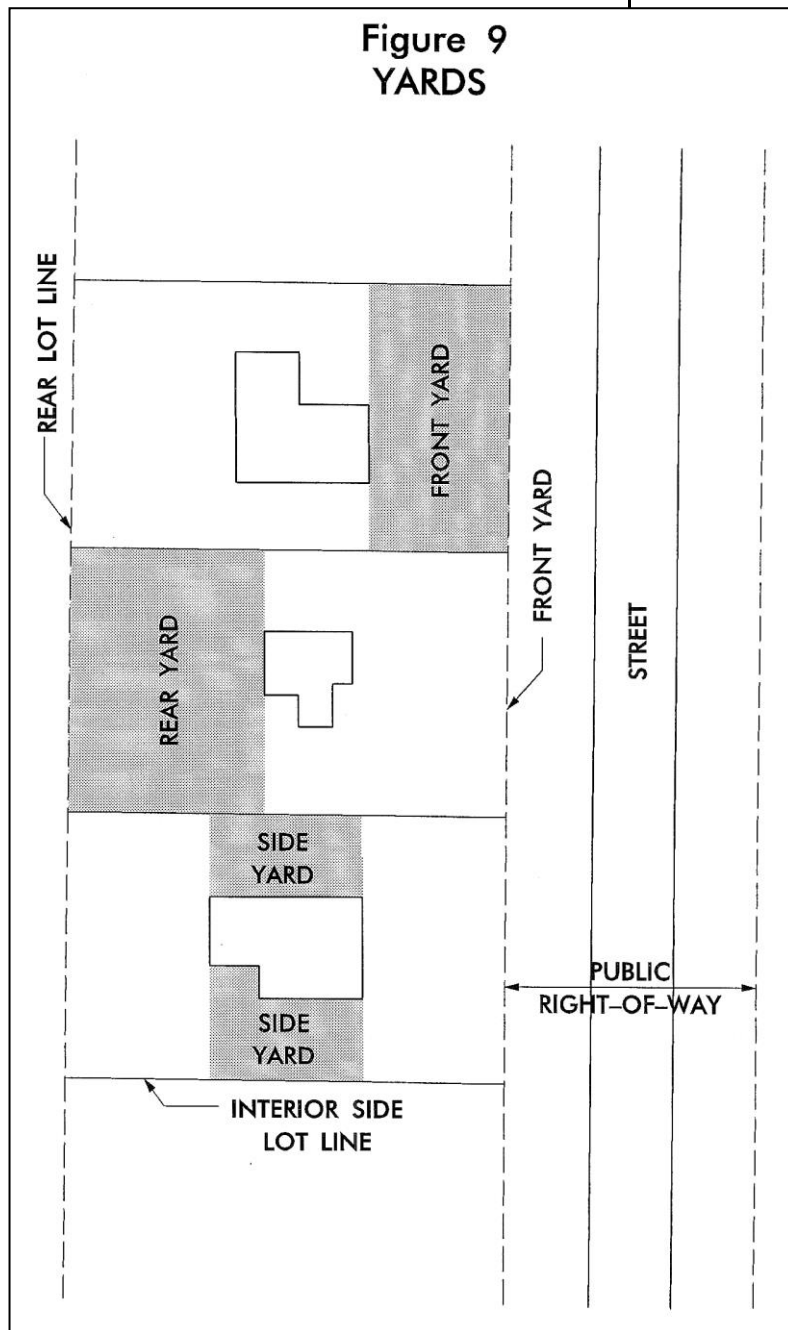 Figure 9
YARDS
REAR LOT LINE
FRONT YARD
FRONT YARD
STREET
REAR YARD
SIDE
YARD
SIDE
YARD
PUBLIC
RIGHT-OF-WAY
INTERIOR SIDE
LOT LINE